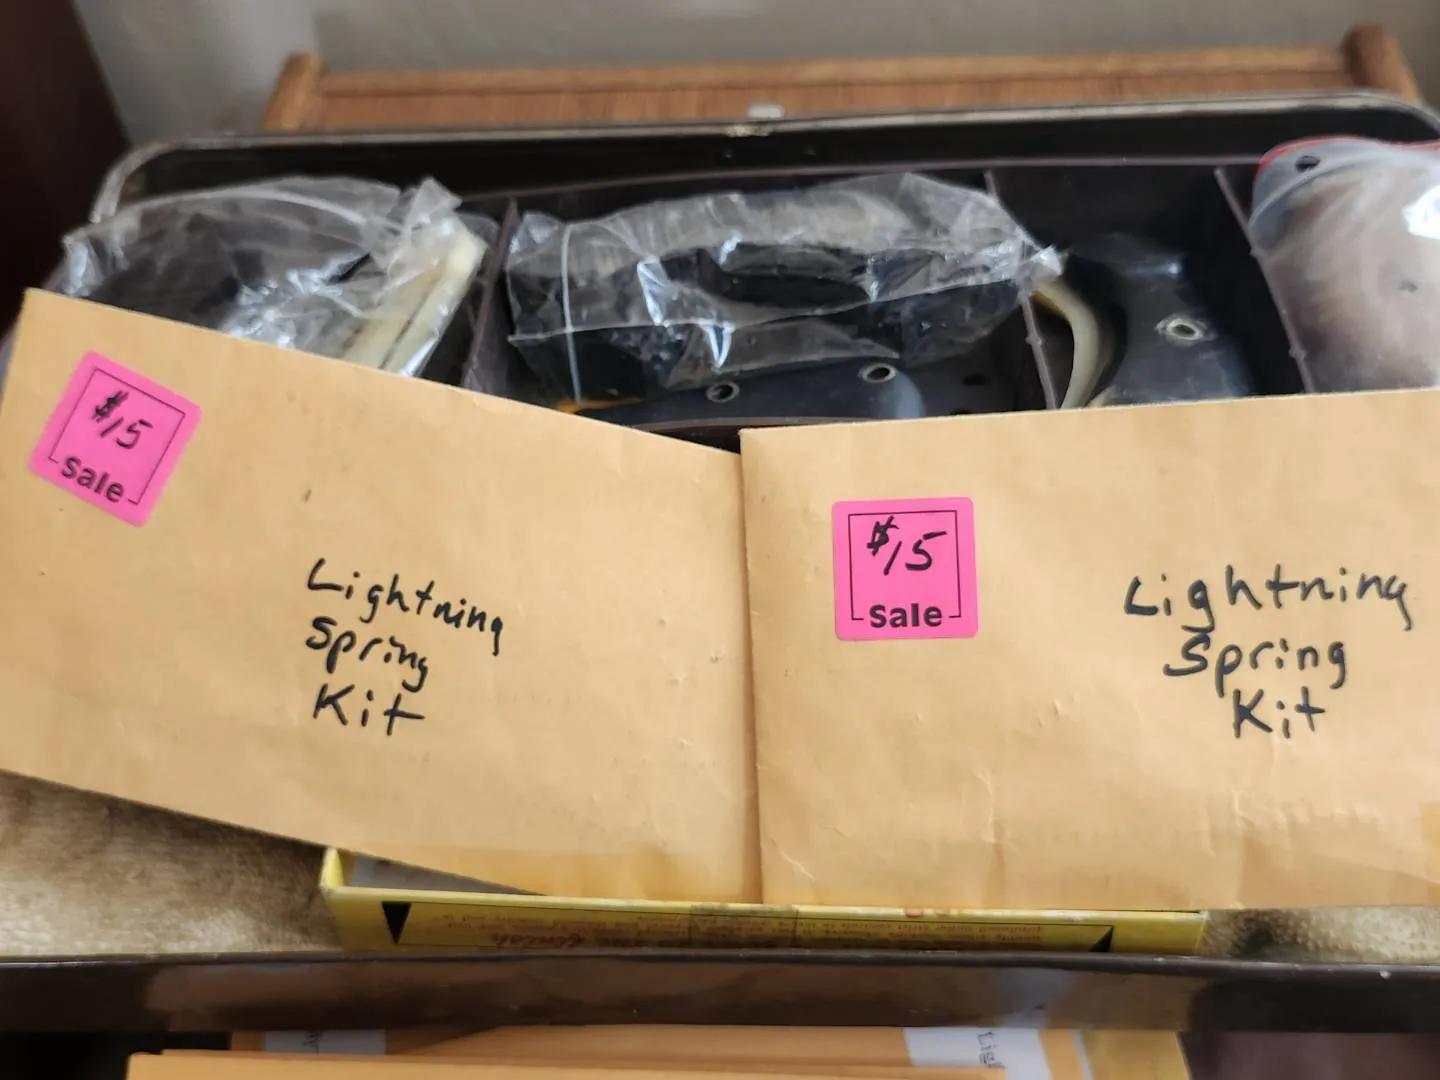 $15
Sale
Lightning
Spring
Kit
$15
Sale
Lightning
Spring
Kit